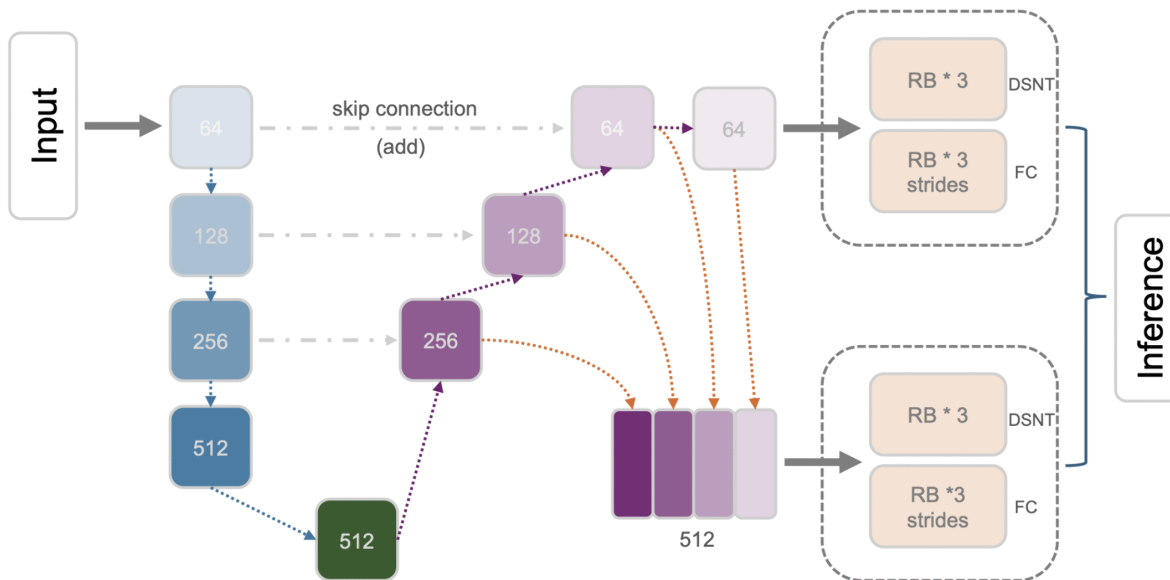 Input
64
128
256
512
512
skip connection
(add)
256
128
64
64
512
RB * 3
DSNT
RB * 3
strides
FC
RB * 3
DSNT
RB *3
strides
FC
Inference